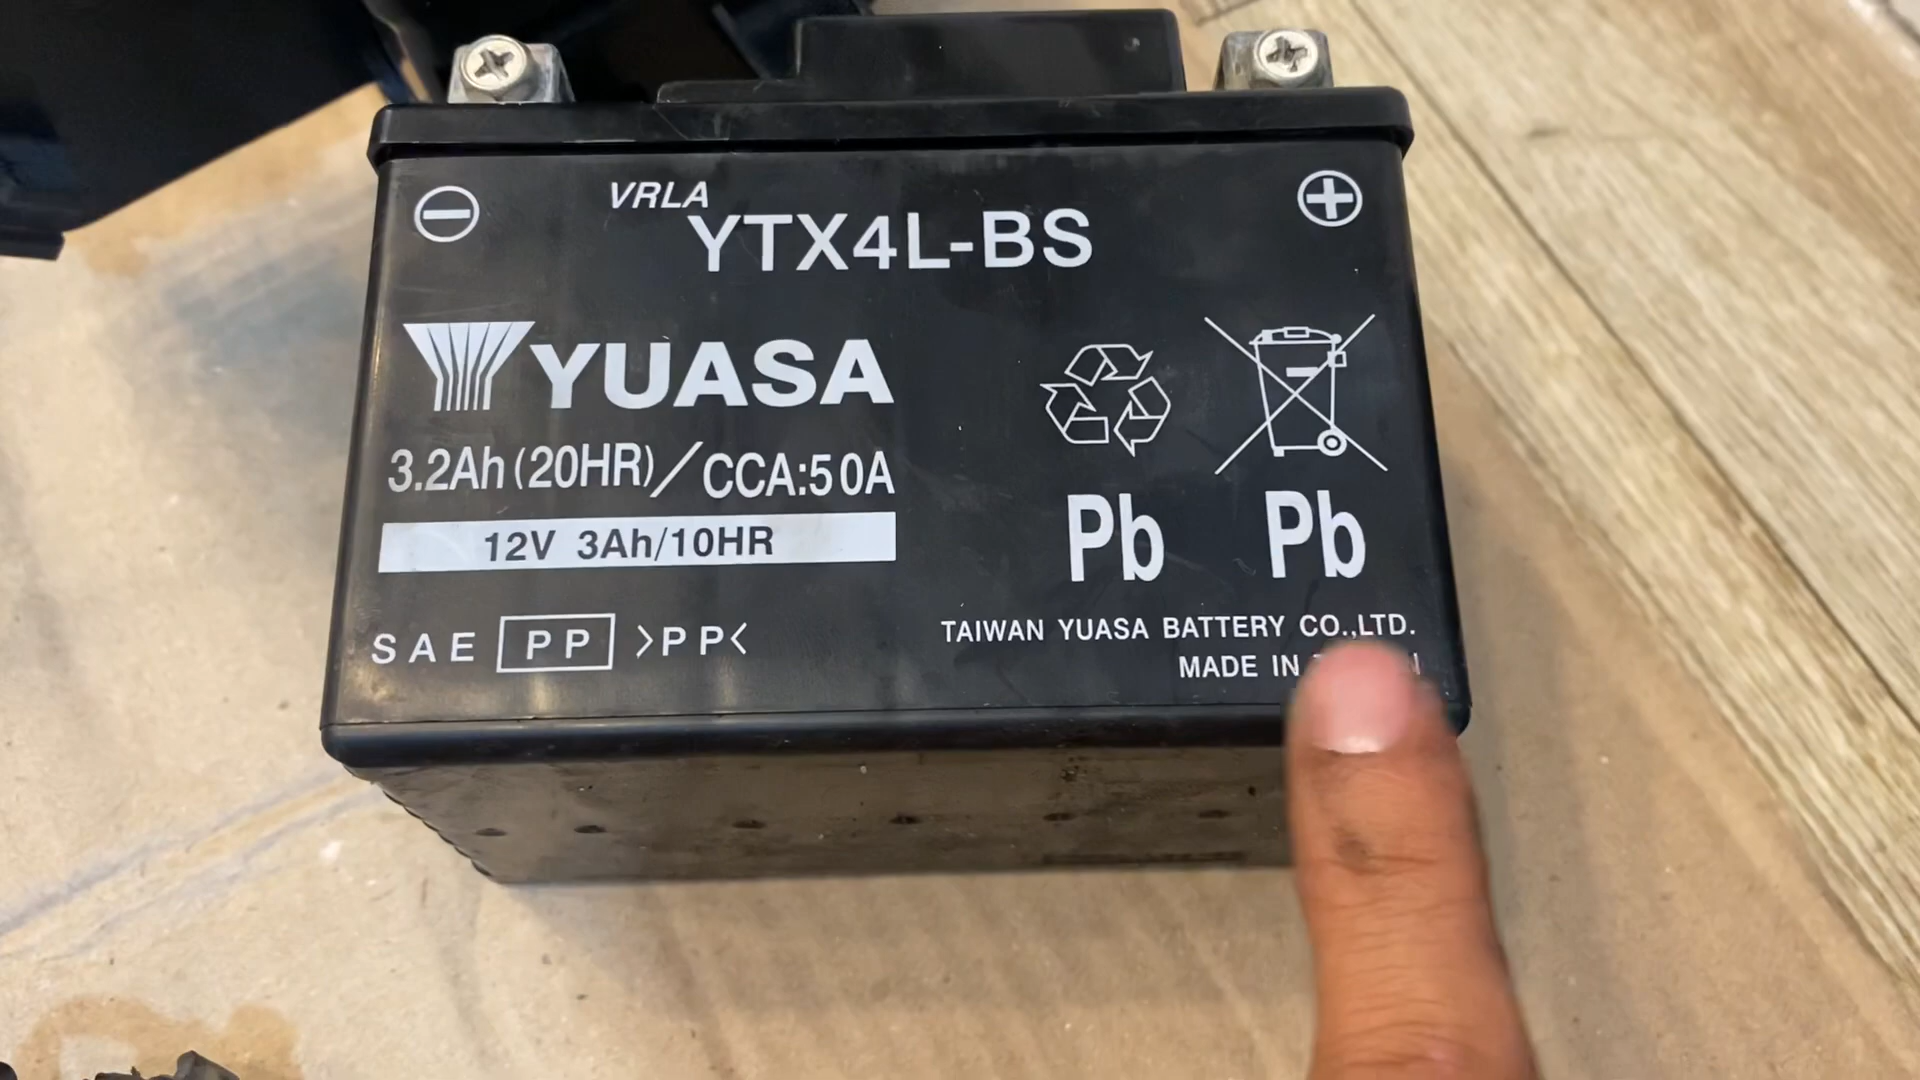 VRLA
YTX4L-BS
YUASA
3.2Ah(20HR)/CCA:50A
12V 3Ah/10HR
Pb Pb
SAE PP >PP<
TAIWAN YUASA BATTERY CO.,LTD.
MADE IN